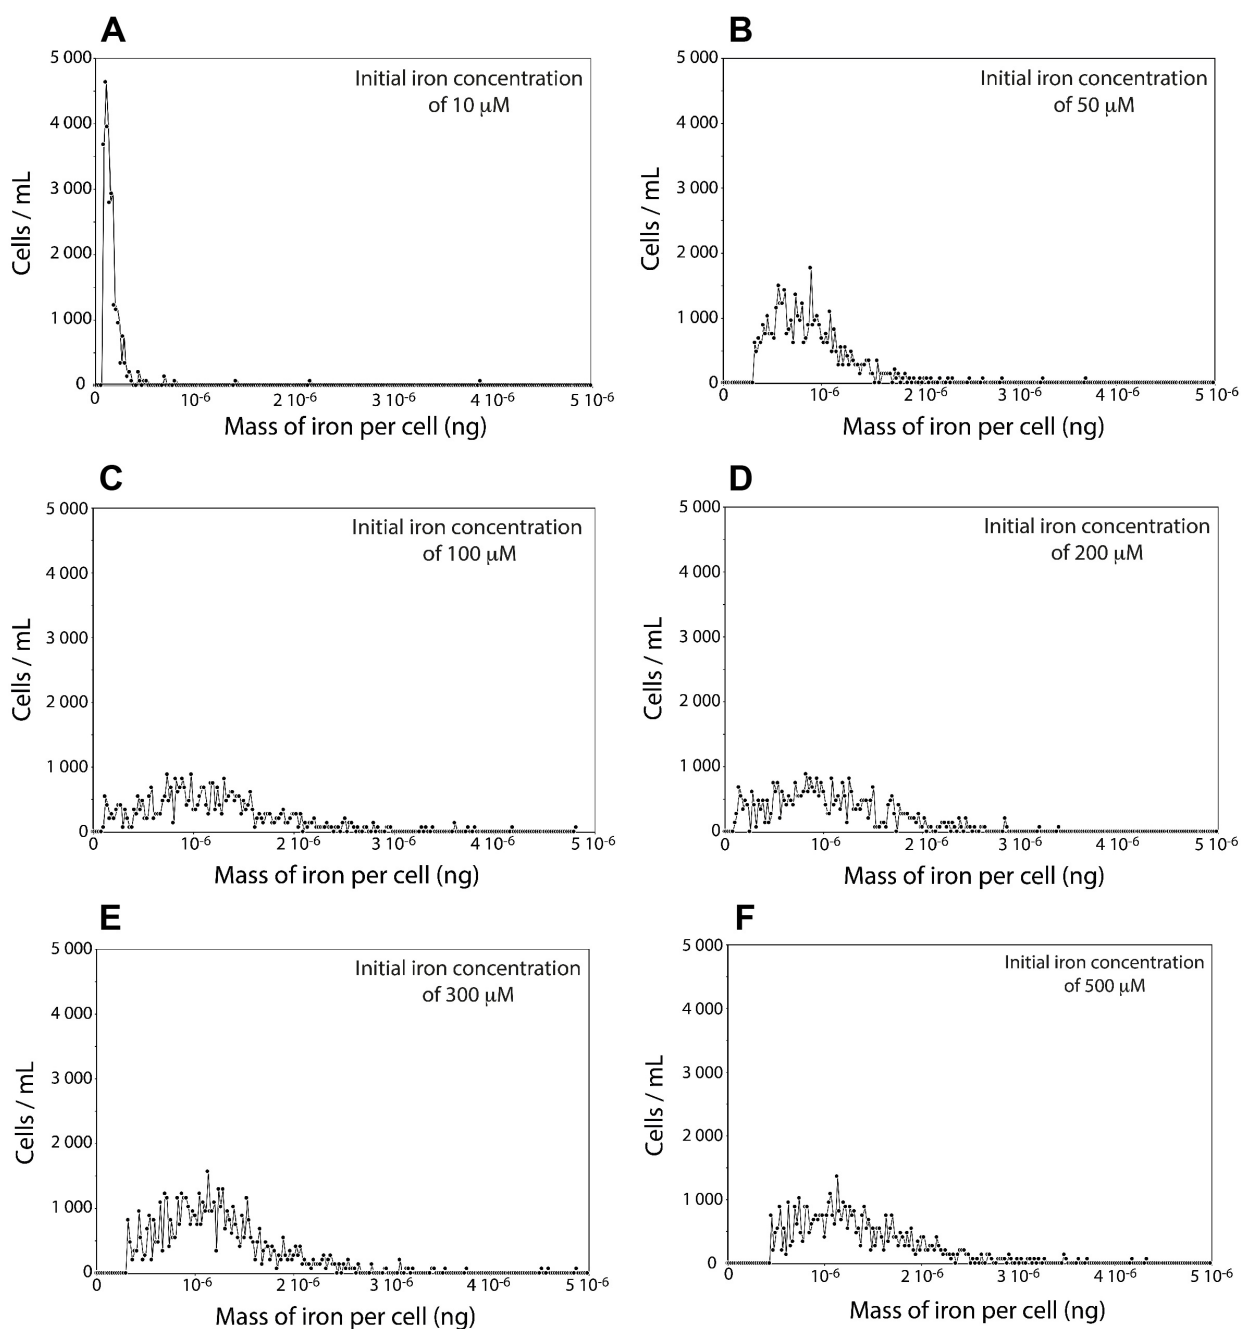 A
5 000
4 000
3 000
2 000
1 000
0
Cells / mL
Initial iron concentration
of 10 μM
0 10⁻⁶ 2 10⁻⁶ 3 10⁻⁶ 4 10⁻⁶ 5 10⁻⁶
Mass of iron per cell (ng)
B
5 000
4 000
3 000
2 000
1 000
0
Cells / mL
Initial iron concentration
of 50 μM
0 10⁻⁶ 2 10⁻⁶ 3 10⁻⁶ 4 10⁻⁶ 5 10⁻⁶
Mass of iron per cell (ng)
C
5 000
4 000
3 000
2 000
1 000
0
Cells / mL
Initial iron concentration
of 100 μM
0 10⁻⁶ 2 10⁻⁶ 3 10⁻⁶ 4 10⁻⁶ 5 10⁻⁶
Mass of iron per cell (ng)
D
5 000
4 000
3 000
2 000
1 000
0
Cells / mL
Initial iron concentration
of 200 μM
0 10⁻⁶ 2 10⁻⁶ 3 10⁻⁶ 4 10⁻⁶ 5 10⁻⁶
Mass of iron per cell (ng)
E
5 000
4 000
3 000
2 000
1 000
0
Cells / mL
Initial iron concentration
of 300 μM
0 10⁻⁶ 2 10⁻⁶ 3 10⁻⁶ 4 10⁻⁶ 5 10⁻⁶
Mass of iron per cell (ng)
F
5 000
4 000
3 000
2 000
1 000
0
Cells / mL
Initial iron concentration
of 500 μM
0 10⁻⁶ 2 10⁻⁶ 3 10⁻⁶ 4 10⁻⁶ 5 10⁻⁶
Mass of iron per cell (ng)